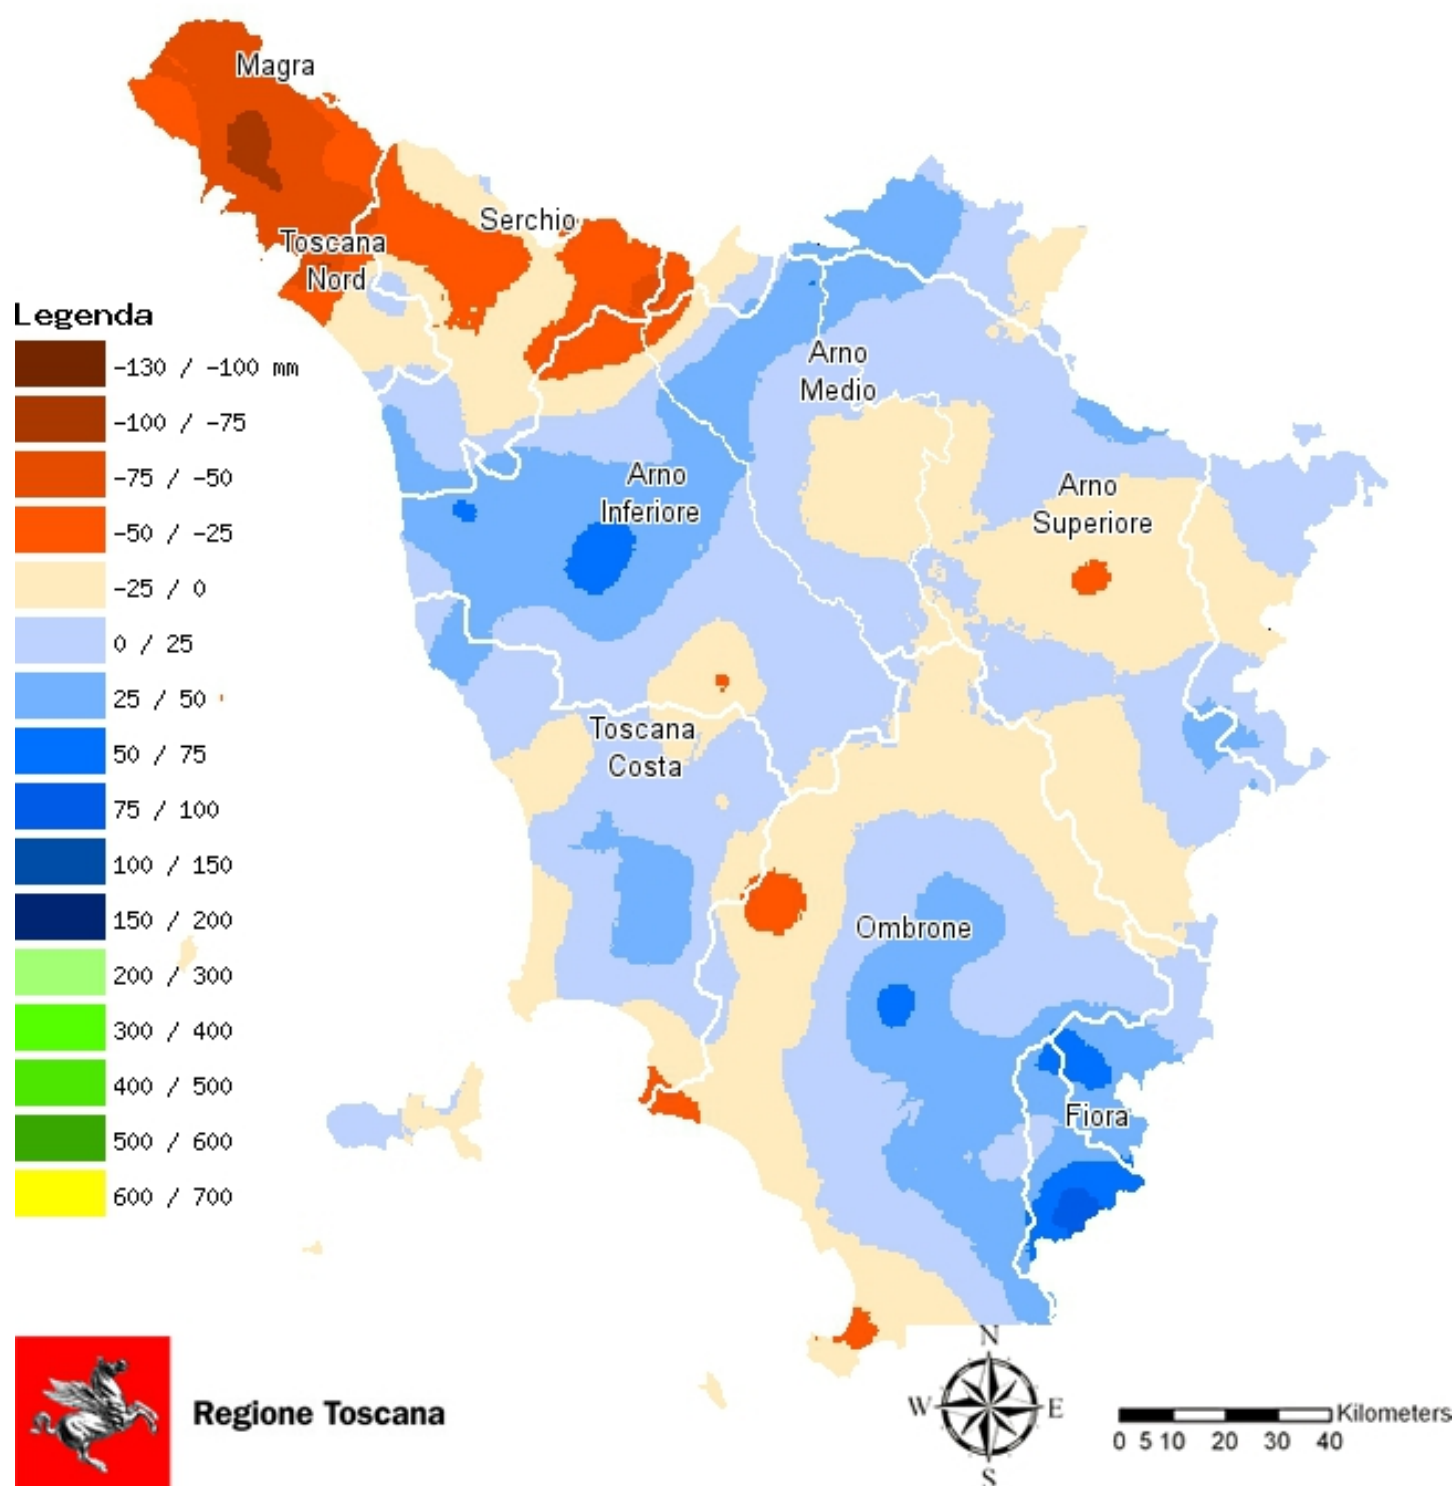 Magra
Serchio
Toscana
Nord
Legenda
-130 / -100 mm
-100 / -75
-75 / -50
-50 / -25
-25 / 0
0 / 25
25 / 50
50 / 75
75 / 100
100 / 150
150 / 200
200 / 300
300 / 400
400 / 500
500 / 600
600 / 700
Arno
Medio
Arno
Inferiore
Arno
Superiore
Toscana
Costa
Ombrone
Fiora
N
W E
S
Regione Toscana
Kilometers
0 5 10 20 30 40